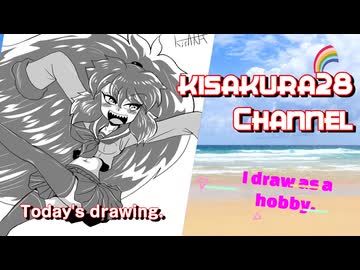 kisakura28
Channel
I draw as a
hobby.
Today's drawing.